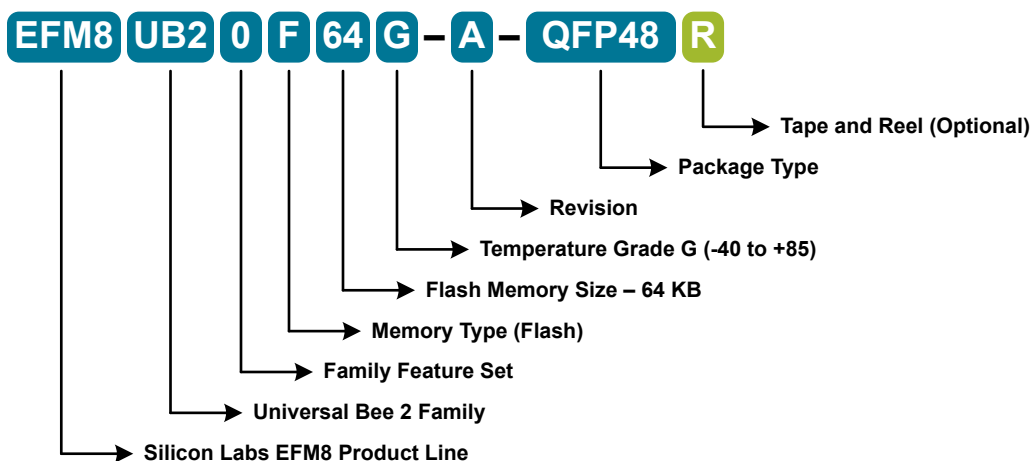 EFM8 UB2 0 F 64 G – A – QFP48 R
Tape and Reel (Optional)
Package Type
Revision
Temperature Grade G (-40 to +85)
Flash Memory Size – 64 KB
Memory Type (Flash)
Family Feature Set
Universal Bee 2 Family
Silicon Labs EFM8 Product Line